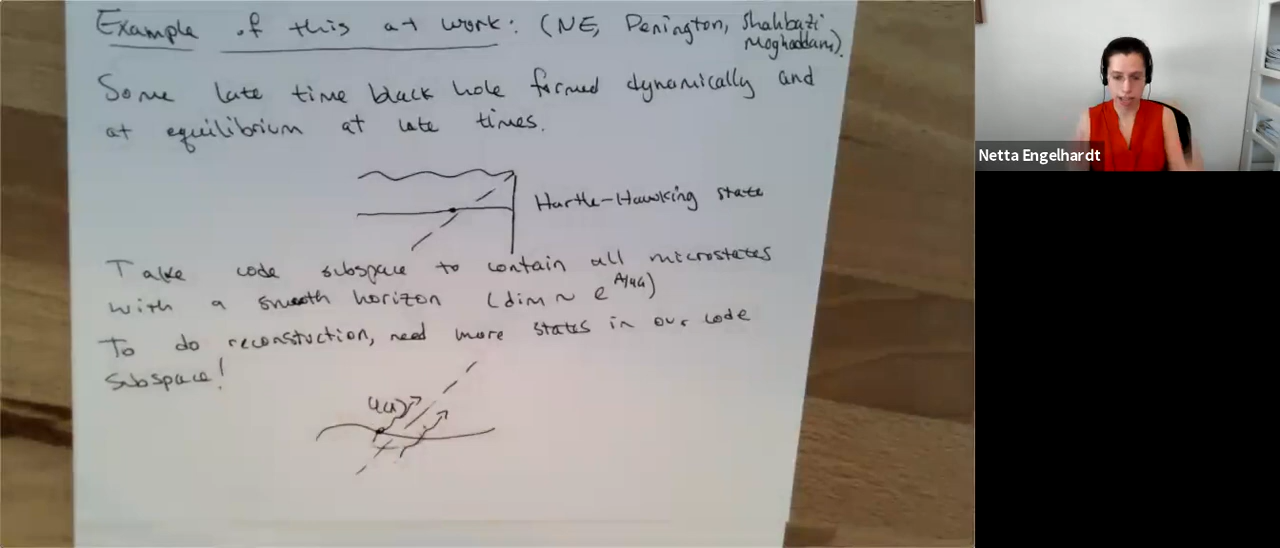 Example of this at work: (NE, Penington, Shahbazi
Moghaddam).
Some late time black hole formed dynamically and
at equilibrium at late times.
Hartle-Hawking state
Take code subspace to contain all microstates
with a smooth horizon (dim ~ e^{A/4G})
To do reconstuction, need more states in our code
subspace!
Netta Engelhardt